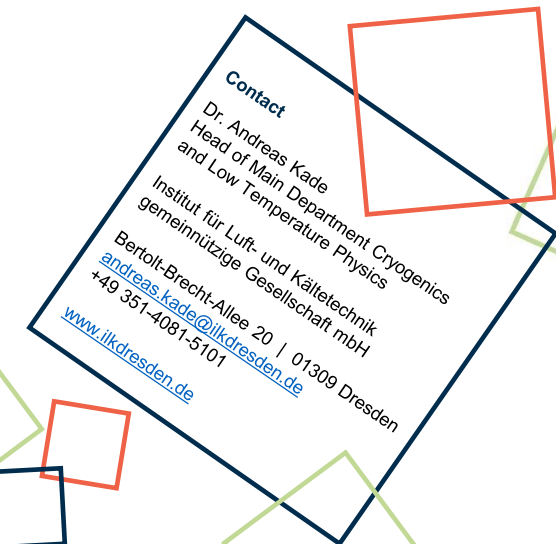 Contact
Dr. Andreas Kade
Head of Main Department Cryogenics
and Low Temperature Physics
Institut für Luft- und Kältetechnik
gemeinnützige Gesellschaft mbH
Bertolt-Brecht-Allee 20 | 01309 Dresden
andreas.kade@ilkdresden.de
+49 351-4081-5101
www.ilkdresden.de